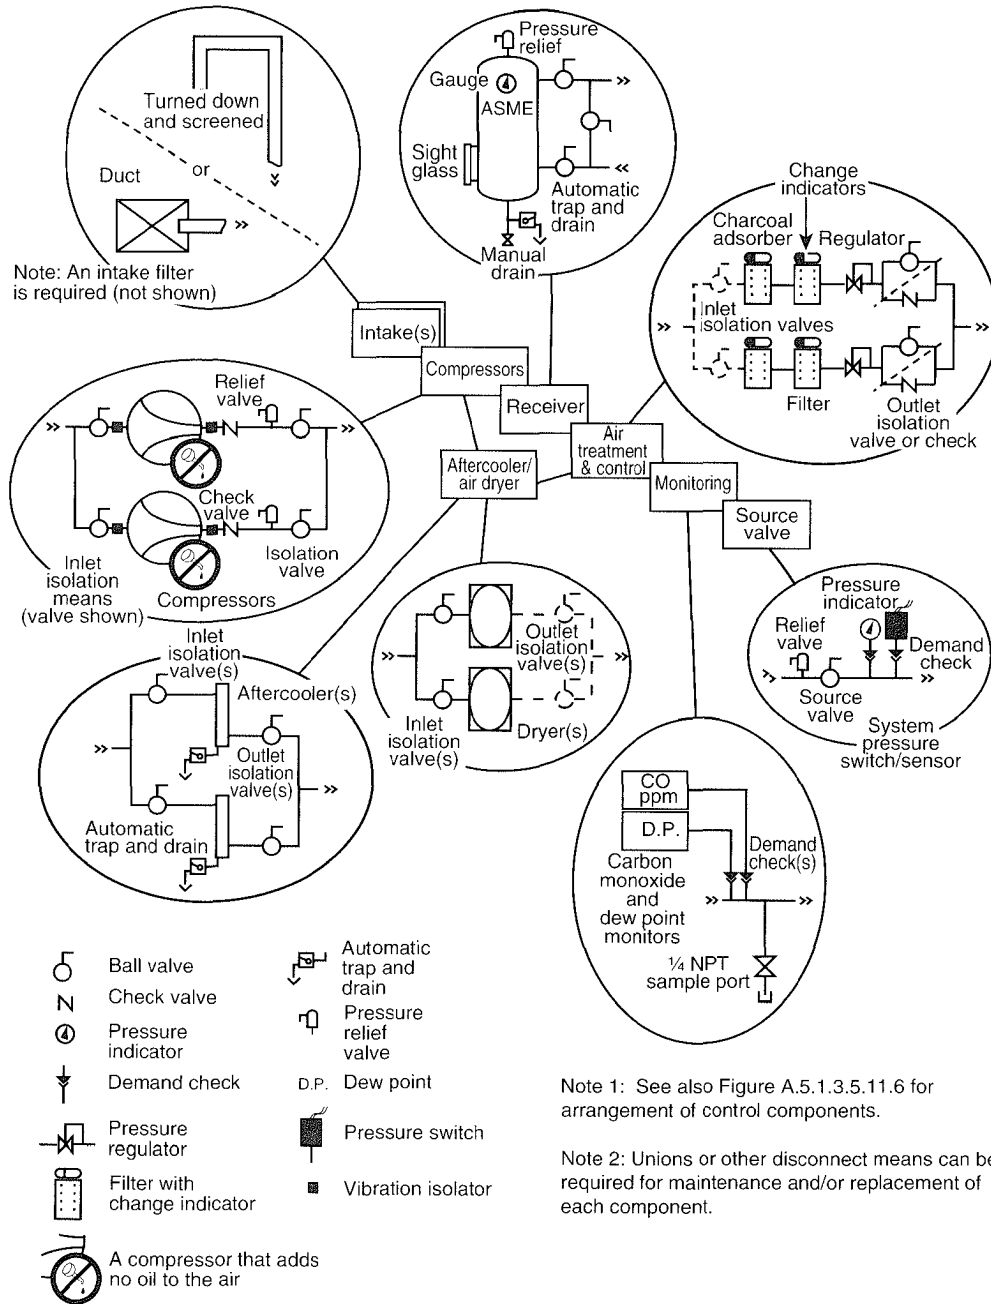 Turned down
and screened
or
Duct
Note: An intake filter
is required (not shown)
Pressure
relief
Gauge
ASME
Sight
glass
Automatic
trap and
drain
Manual
drain
Change
indicators
Charcoal
adsorber
Regulator
Inlet
isolation valves
Filter
Outlet
isolation
valve or check
Intake(s)
Compressors
Receiver
Air
treatment
& control
Aftercooler/
air dryer
Monitoring
Source
valve
Relief
valve
Check
valve
Inlet
isolation
means
(valve shown)
Isolation
valve
Compressors
Inlet
isolation
valve(s)
Aftercooler(s)
Outlet
isolation
valve(s)
Automatic
trap and drain
Outlet
isolation
valve(s)
Inlet
isolation
valve(s)
Dryer(s)
Pressure
indicator
Relief
valve
Demand
check
Source
valve
System
pressure
switch/sensor
CO
ppm
D.P.
Demand
check(s)
Carbon
monoxide
and
dew point
monitors
¼ NPT
sample port
Ball valve
Check valve
Pressure
indicator
Demand check
Pressure
regulator
Filter with
change indicator
A compressor that adds
no oil to the air
Automatic
trap and
drain
Pressure
relief
valve
D.P. Dew point
Pressure switch
Vibration isolator
Note 1: See also Figure A.5.1.3.5.11.6 for
arrangement of control components.
Note 2: Unions or other disconnect means can be
required for maintenance and/or replacement of
each component.